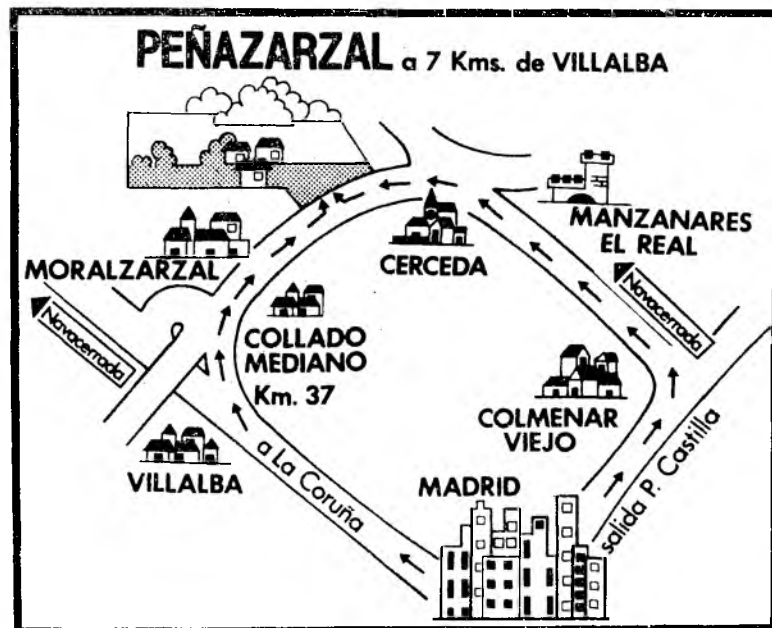 PEÑAZARZAL a 7 Kms. de VILLALBA
MANZANARES
EL REAL
CERCEDA
MORALZARZAL
Navacerrada
Navacerrada
COLLADO
MEDIANO
Km. 37
COLMENAR
VIEJO
VILLALBA
a La Coruña
MADRID
salida P. Castilla